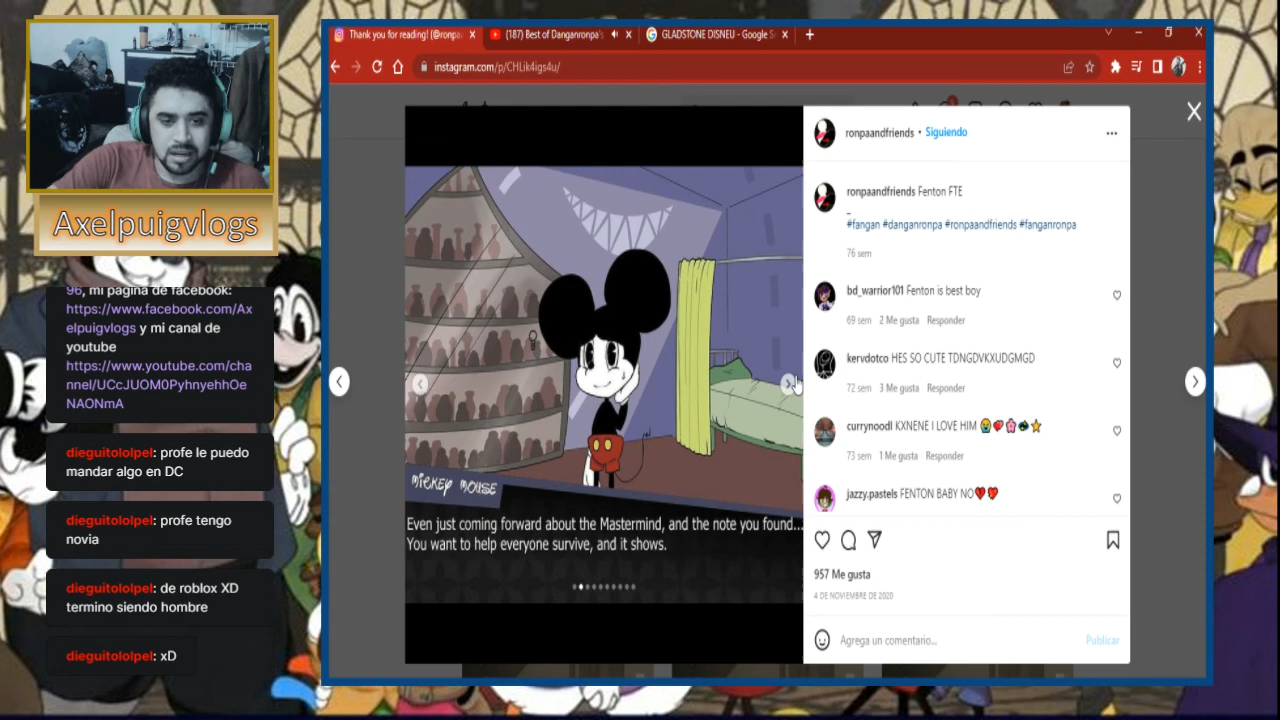 Axelpuigvlogs
96, mi pagina de facebook:
https://www.facebook.com/Ax
elpuigvlogs y mi canal de
youtube
https://www.youtube.com/cha
nnel/UCcJUOM0PyhnyehhOe
NAONmA
dieguitololpel: profe le puedo
mandar algo en DC
dieguitololpel: profe tengo
novia
dieguitololpel: de roblox XD
termino siendo hombre
dieguitololpel: xD
Thank you for reading! (@ronpa
(187) Best of Danganronpa's
GLADSTONE DISNEU - Google S
instagram.com/p/CHLik4igs4u/
MICKEY MOUSE
Even just coming forward about the Mastermind, and the note you found...
You want to help everyone survive, and it shows.
ronpaandfriends • Siguiendo
ronpaandfriends Fenton FTE
_
#fangan #danganronpa #ronpaandfriends #fanganronpa
76 sem
bd_warrior101 Fenton is best boy
69 sem 2 Me gusta Responder
kervdotco HES SO CUTE TDNGDVKXUDGMGD
72 sem 3 Me gusta Responder
currynoodl KXNENE I LOVE HIM
73 sem 1 Me gusta Responder
jazzy.pastels FENTON BABY NO
957 Me gusta
4 DE NOVIEMBRE DE 2020
Agrega un comentario... Publicar